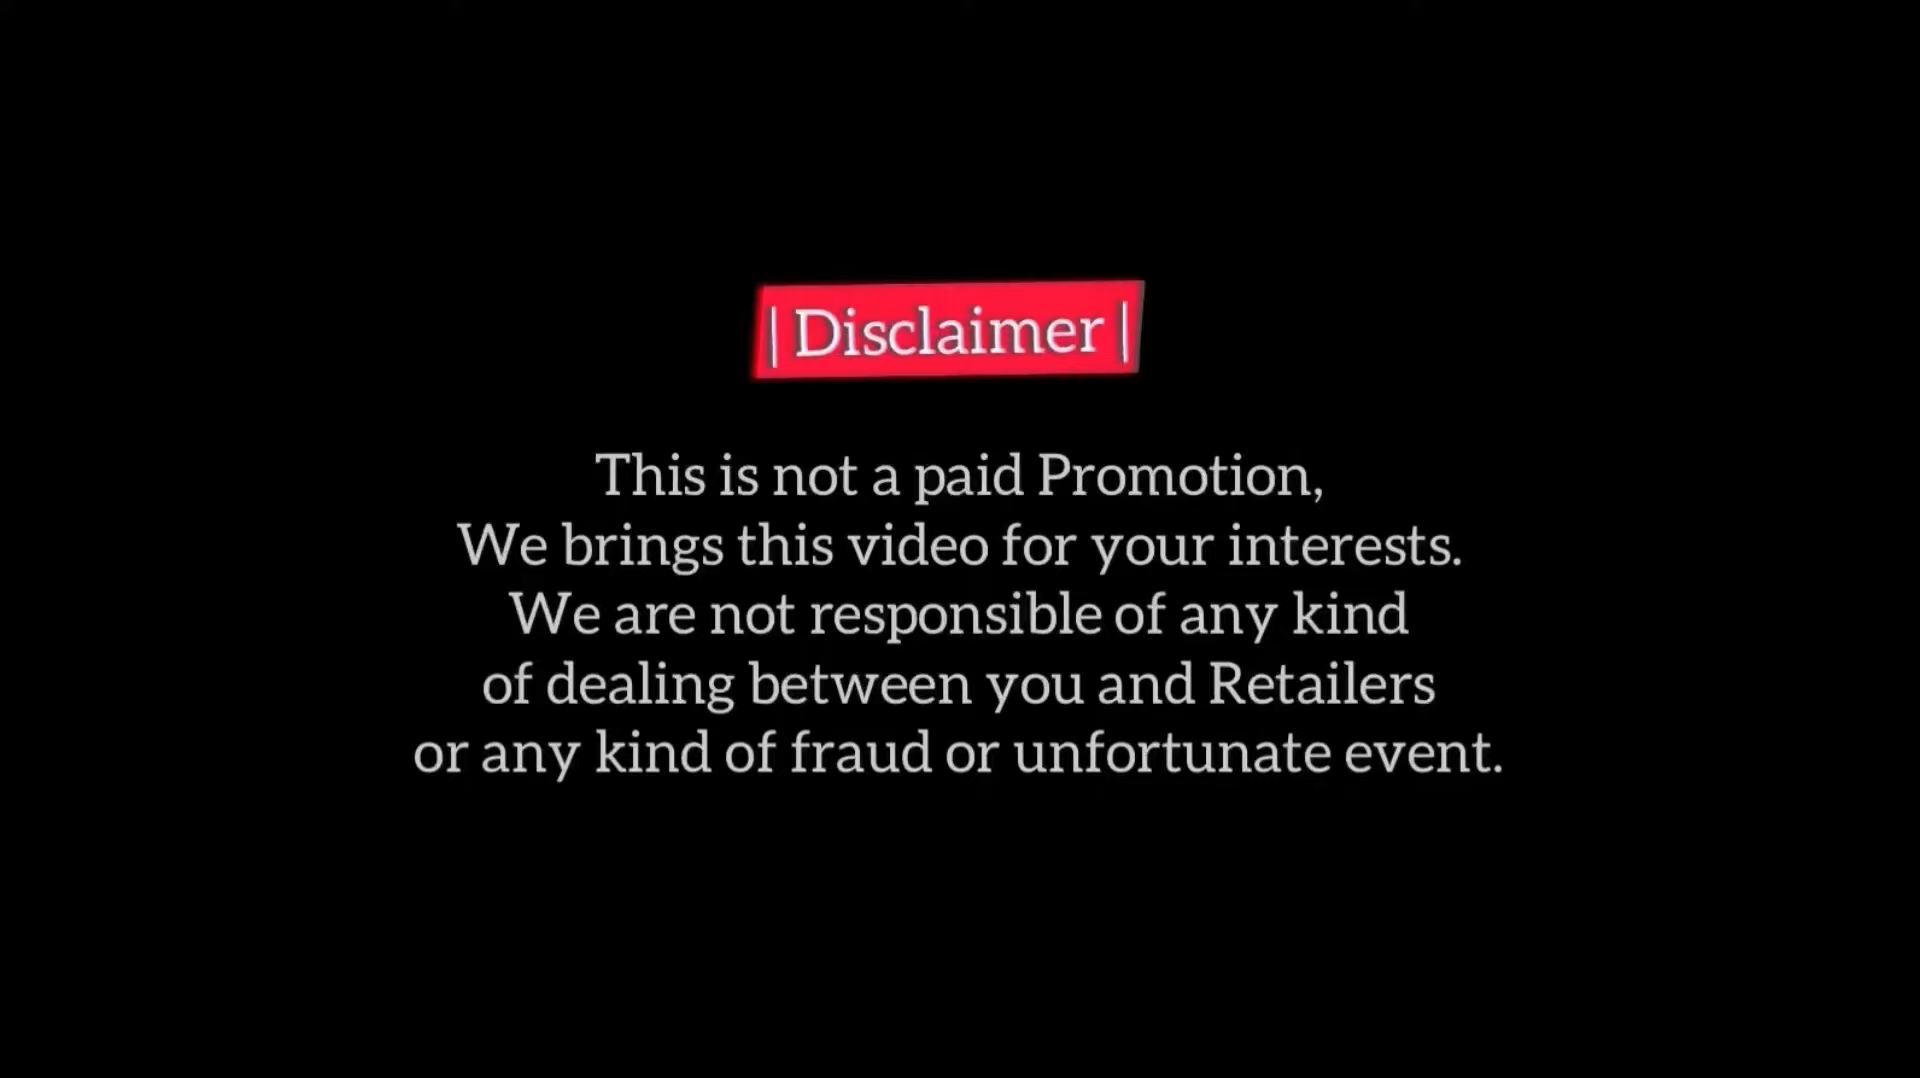 | Disclaimer |
This is not a paid Promotion,
We brings this video for your interests.
We are not responsible of any kind
of dealing between you and Retailers
or any kind of fraud or unfortunate event.